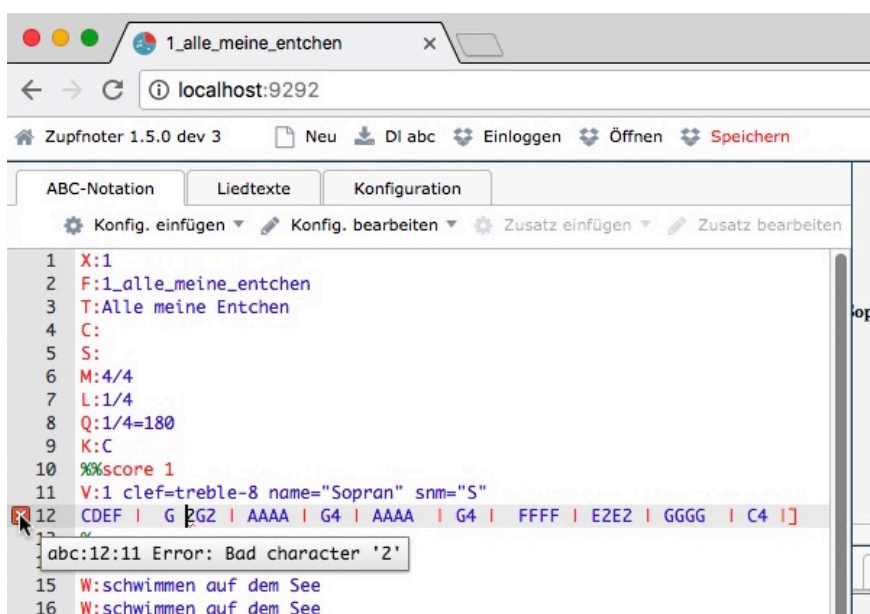 1_alle_meine_entchen
localhost:9292
Zupfnoter 1.5.0 dev 3 Neu Dl abc Einloggen Öffnen Speichern
ABC-Notation Liedtexte Konfiguration
Konfig. einfügen Konfig. bearbeiten Zusatz einfügen Zusatz bearbeiten
1 X:1
2 F:1_alle_meine_entchen
3 T:Alle meine Entchen
4 C:
5 S:
6 M:4/4
7 L:1/4
8 Q:1/4=180
9 K:C
10 %%score 1
11 V:1 clef=treble-8 name="Sopran" snm="S"
12 CDEF | G 2G2 | AAAA | G4 | AAAA | G4 | FFFF | E2E2 | GGGG | C4 |]
abc:12:11 Error: Bad character '2'
15 W:schwimmen auf dem See
16 W:schwimmen auf dem See